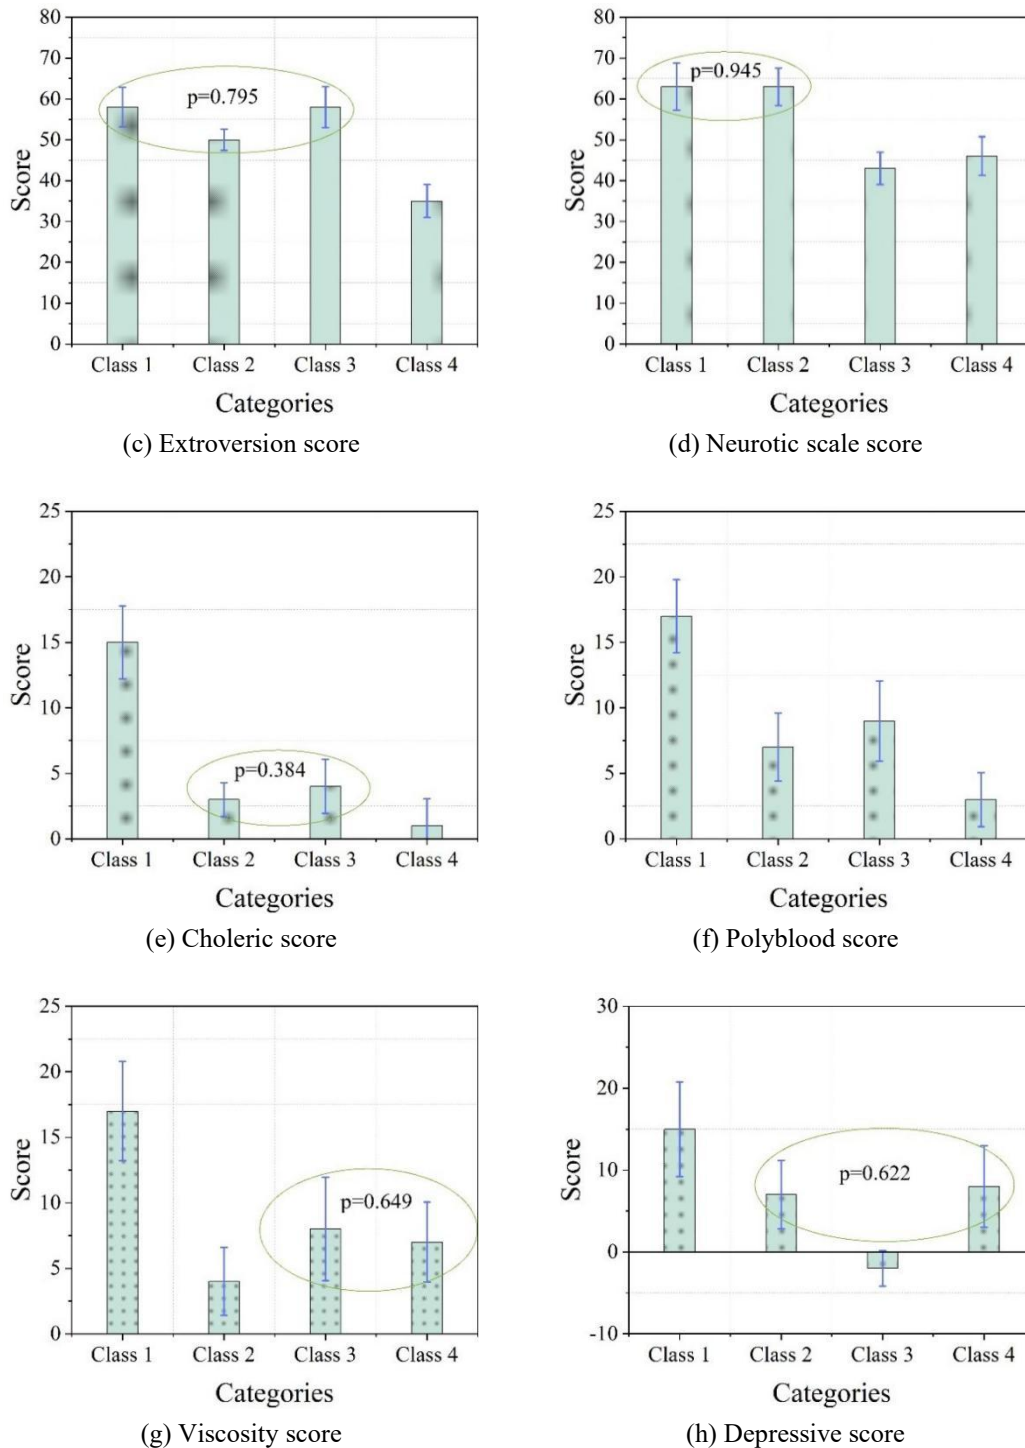 80
70
60
50
40
30
20
10
0
Score
p=0.795
Class 1 Class 2 Class 3 Class 4
Categories
(c) Extroversion score
80
70
60
50
40
30
20
10
0
Score
p=0.945
Class 1 Class 2 Class 3 Class 4
Categories
(d) Neurotic scale score
25
20
15
10
5
0
Score
p=0.384
Class 1 Class 2 Class 3 Class 4
Categories
(e) Choleric score
25
20
15
10
5
0
Score
Class 1 Class 2 Class 3 Class 4
Categories
(f) Polyblood score
25
20
15
10
5
0
Score
p=0.649
Class 1 Class 2 Class 3 Class 4
Categories
(g) Viscosity score
30
20
10
0
-10
Score
p=0.622
Class 1 Class 2 Class 3 Class 4
Categories
(h) Depressive score